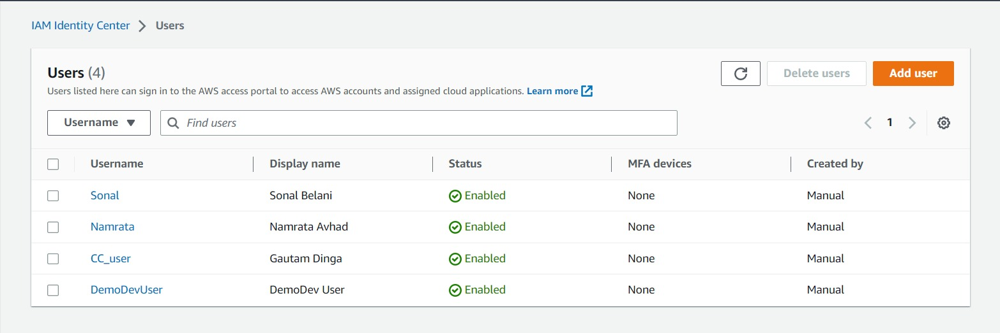 IAM Identity Center > Users
Users (4)
Delete users
Add user
Users listed here can sign in to the AWS access portal to access AWS accounts and assigned cloud applications. Learn more
Username
Find users
1
Username Display name Status MFA devices Created by
Sonal Sonal Belani Enabled None Manual
Namrata Namrata Avhad Enabled None Manual
CC_user Gautam Dinga Enabled None Manual
DemoDevUser DemoDev User Enabled None Manual